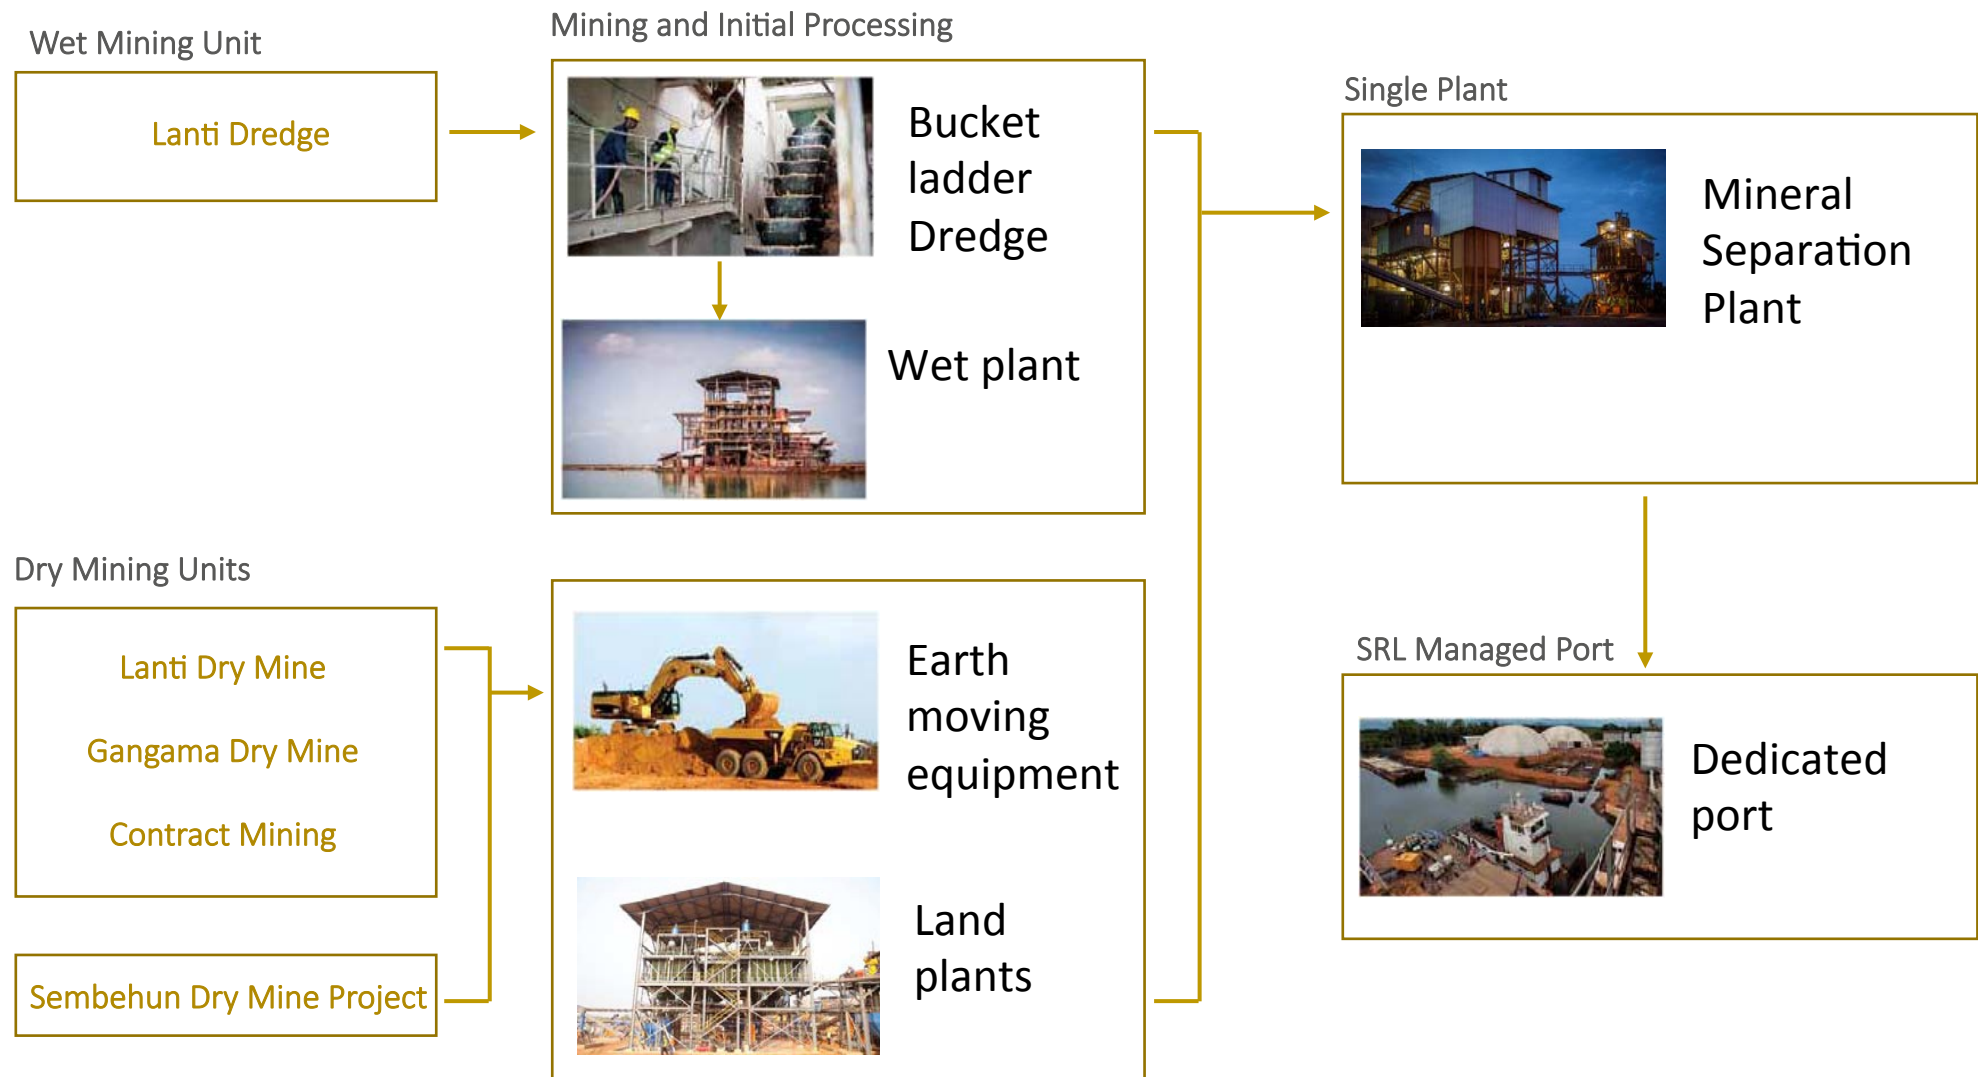 Wet Mining Unit
Lanti Dredge
Mining and Initial Processing
Bucket
ladder
Dredge
Wet plant
Single Plant
Mineral
Separation
Plant
Dry Mining Units
Lanti Dry Mine
Gangama Dry Mine
Contract Mining
Sembehun Dry Mine Project
Earth
moving
equipment
Land
plants
SRL Managed Port
Dedicated
port